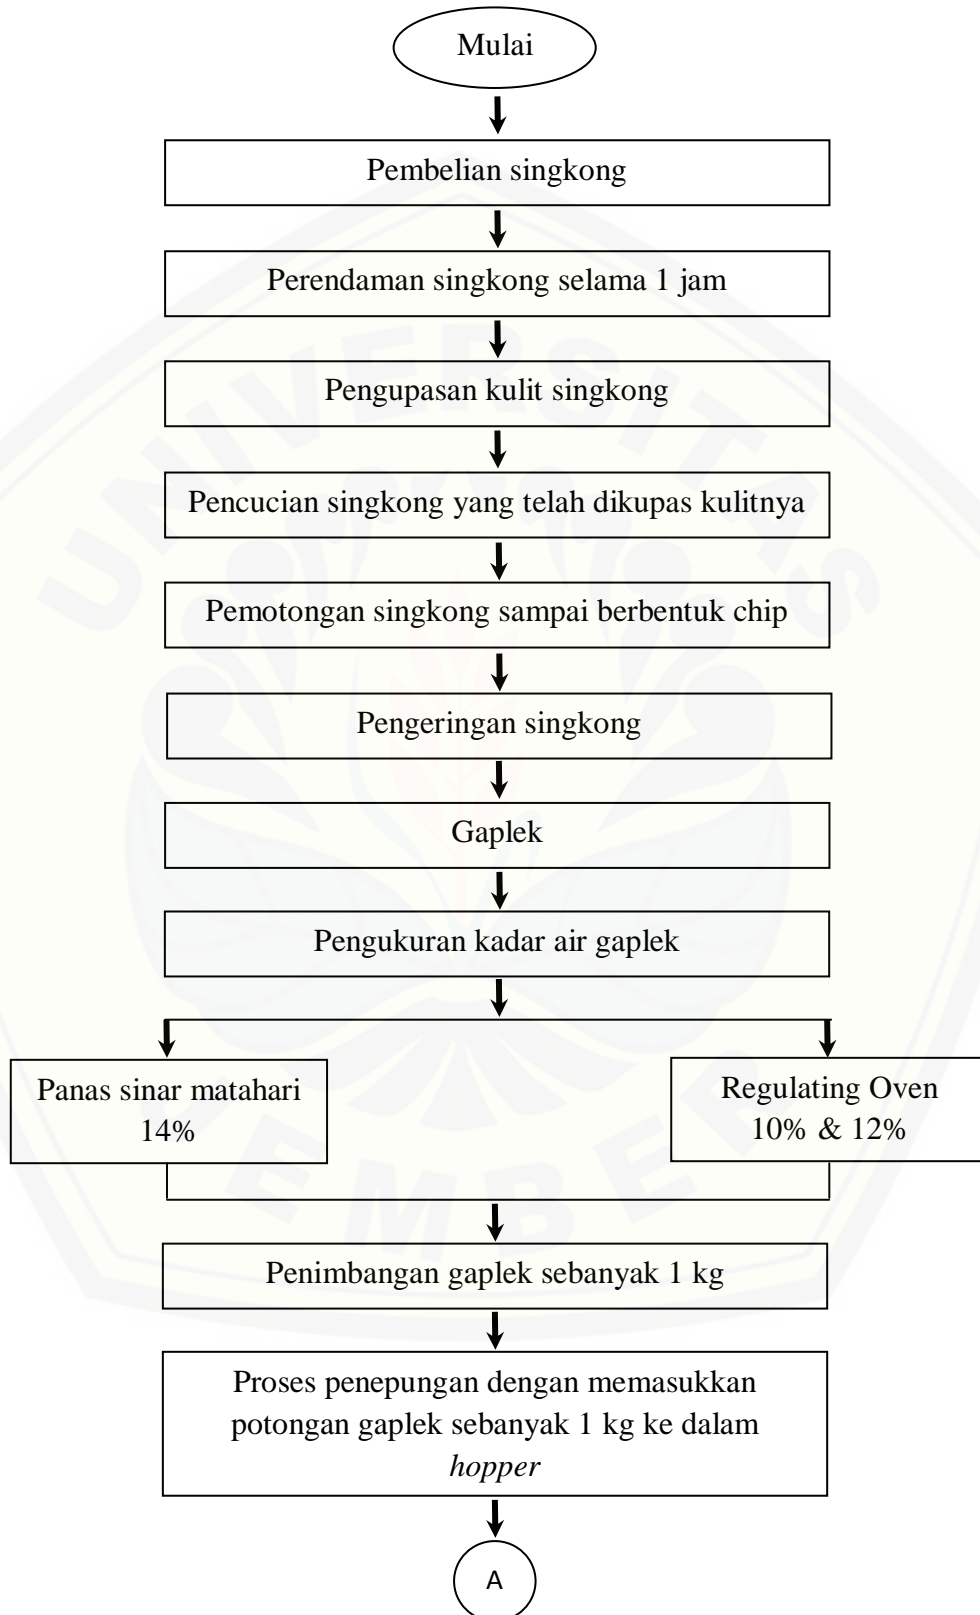 UNIVERSITAS JEMBER
Mulai
Pembelian singkong
Perendaman singkong selama 1 jam
Pengupasan kulit singkong
Pencucian singkong yang telah dikupas kulitnya
Pemotongan singkong sampai berbentuk chip
Pengeringan singkong
Gaplek
Pengukuran kadar air gaplek
Panas sinar matahari
14%
Regulating Oven
10% & 12%
Penimbangan gaplek sebanyak 1 kg
Proses penepungan dengan memasukkan
potongan gaplek sebanyak 1 kg ke dalam
hopper
A